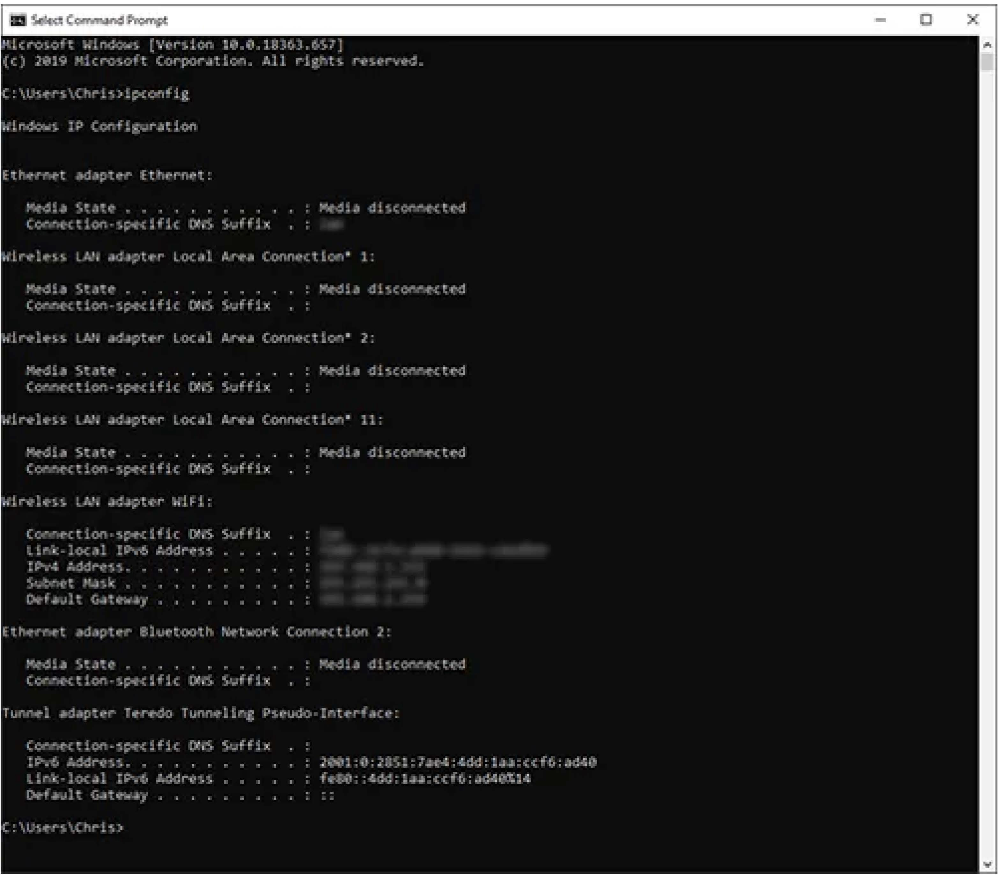 Select Command Prompt
Microsoft Windows [Version 10.0.18363.657]
(c) 2019 Microsoft Corporation. All rights reserved.
C:\Users\Chris>ipconfig
Windows IP Configuration
Ethernet adapter Ethernet:
Media State . . . . . . . . . . . : Media disconnected
Connection-specific DNS Suffix  . :
Wireless LAN adapter Local Area Connection* 1:
Media State . . . . . . . . . . . : Media disconnected
Connection-specific DNS Suffix  . :
Wireless LAN adapter Local Area Connection* 2:
Media State . . . . . . . . . . . : Media disconnected
Connection-specific DNS Suffix  . :
Wireless LAN adapter Local Area Connection* 11:
Media State . . . . . . . . . . . : Media disconnected
Connection-specific DNS Suffix  . :
Wireless LAN adapter WiFi:
Connection-specific DNS Suffix  . :
Link-local IPv6 Address . . . . . :
IPv4 Address. . . . . . . . . . . :
Subnet Mask . . . . . . . . . . . :
Default Gateway . . . . . . . . . :
Ethernet adapter Bluetooth Network Connection 2:
Media State . . . . . . . . . . . : Media disconnected
Connection-specific DNS Suffix  . :
Tunnel adapter Teredo Tunneling Pseudo-Interface:
Connection-specific DNS Suffix  . :
IPv6 Address. . . . . . . . . . . : 2001:0:2851:7ae4:4dd:1aa:ccf6:ad40
Link-local IPv6 Address . . . . . : fe80::4dd:1aa:ccf6:ad40%14
Default Gateway . . . . . . . . . : ::
C:\Users\Chris>